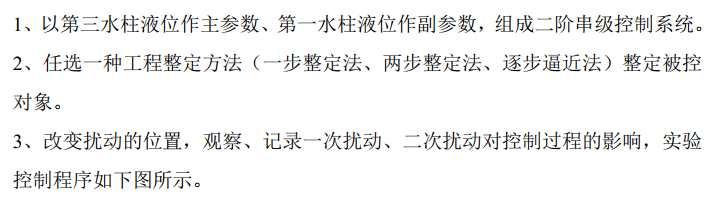 1、以第三水柱液位作主参数、第一水柱液位作副参数，组成二阶串级控制系统。
2、任选一种工程整定方法（一步整定法、两步整定法、逐步逼近法）整定被控
对象。
3、改变扰动的位置，观察、记录一次扰动、二次扰动对控制过程的影响，实验
控制程序如下图所示。